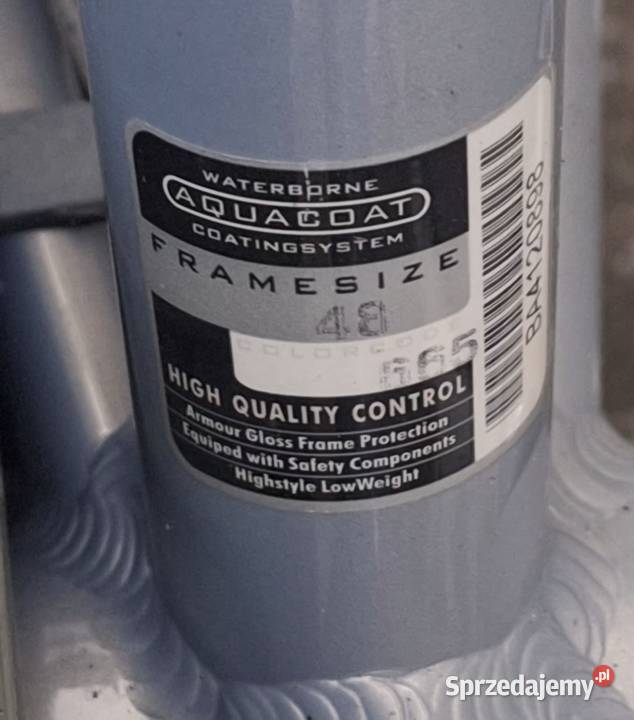 WATERBORNE
AQUACOAT
COATINGSYSTEM
FRAMESIZE
48
COLORCODE
HIGH QUALITY CONTROL
Armour Gloss Frame Protection
Equiped with Safety Components
Highstyle LowWeight
BA4120898
Sprzedajemy.pl